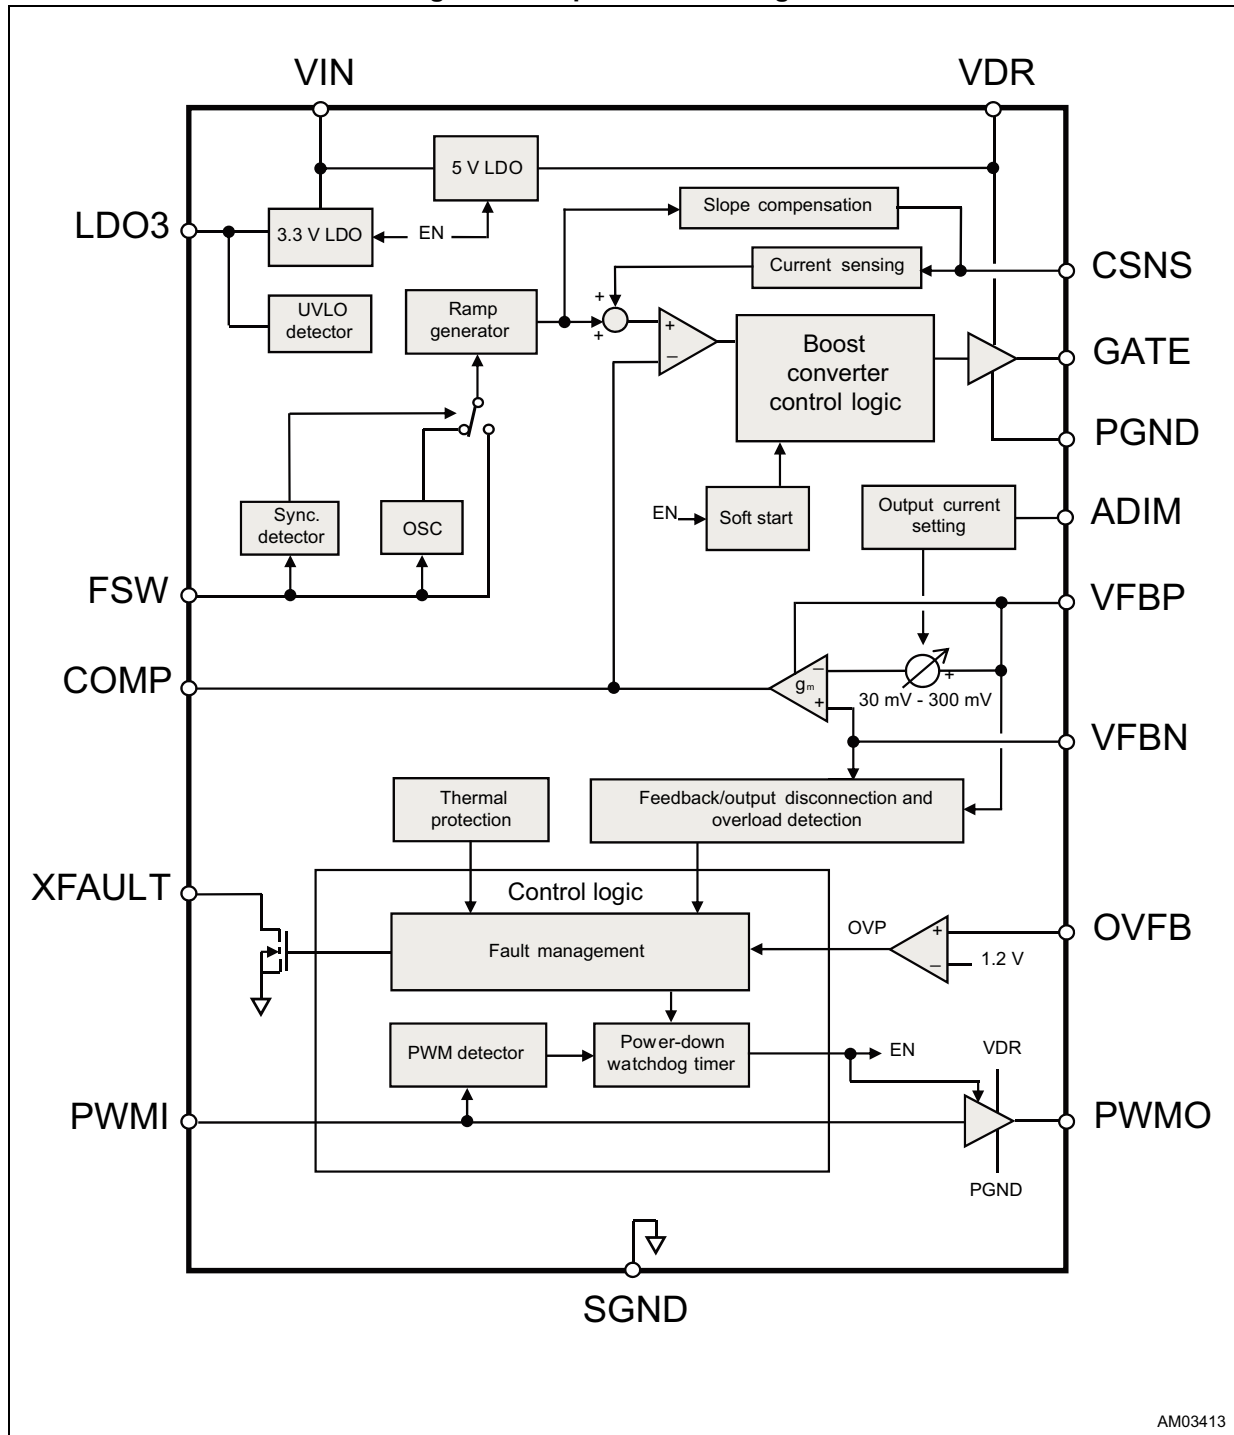 VIN
VDR
5 V LDO
Slope compensation
LDO3
3.3 V LDO
EN
Current sensing
CSNS
UVLO
detector
Ramp
generator
+
+
+
−
Boost
converter
control logic
GATE
PGND
Sync.
detector
OSC
EN
Soft start
Output current
setting
ADIM
FSW
VFBP
COMP
gm
−
+
+
30 mV - 300 mV
VFBN
Thermal
protection
Feedback/output disconnection and
overload detection
XFAULT
Control logic
Fault management
OVP
+
−
1.2 V
OVFB
PWM detector
Power-down
watchdog timer
EN
VDR
PWMI
PWMO
PGND
SGND
AM03413